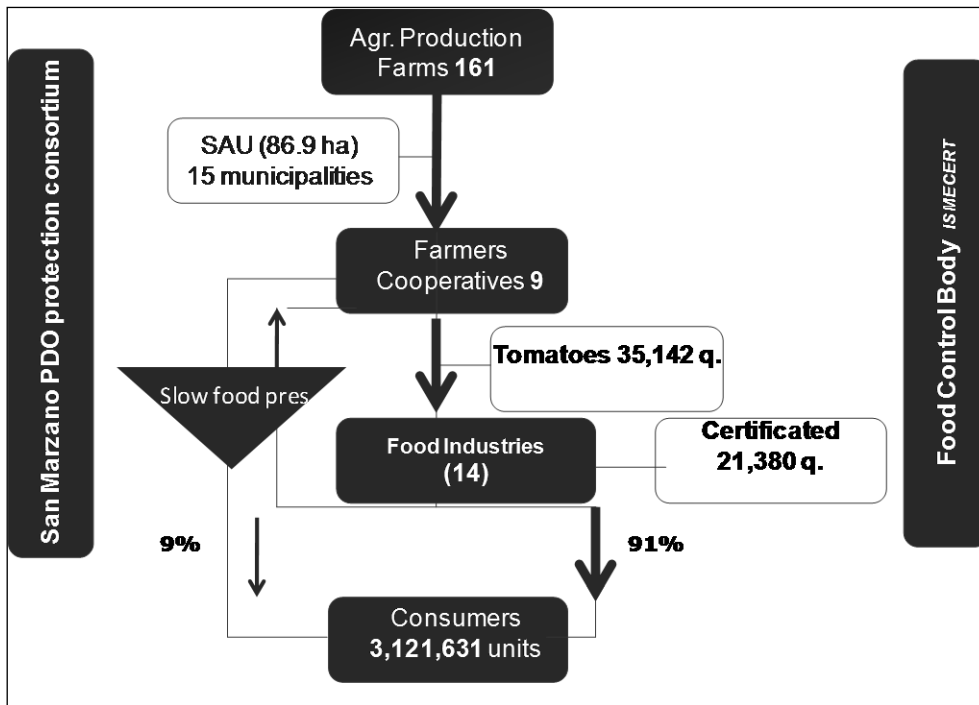 San Marzano PDO protection consortium
Agr. Production
Farms 161
SAU (86.9 ha)
15 municipalities
Farmers
Cooperatives 9
Tomatoes 35,142 q.
Slow food pres
Food Industries
(14)
Certificated
21,380 q.
9%
91%
Consumers
3,121,631 units
Food Control Body ISMECERT